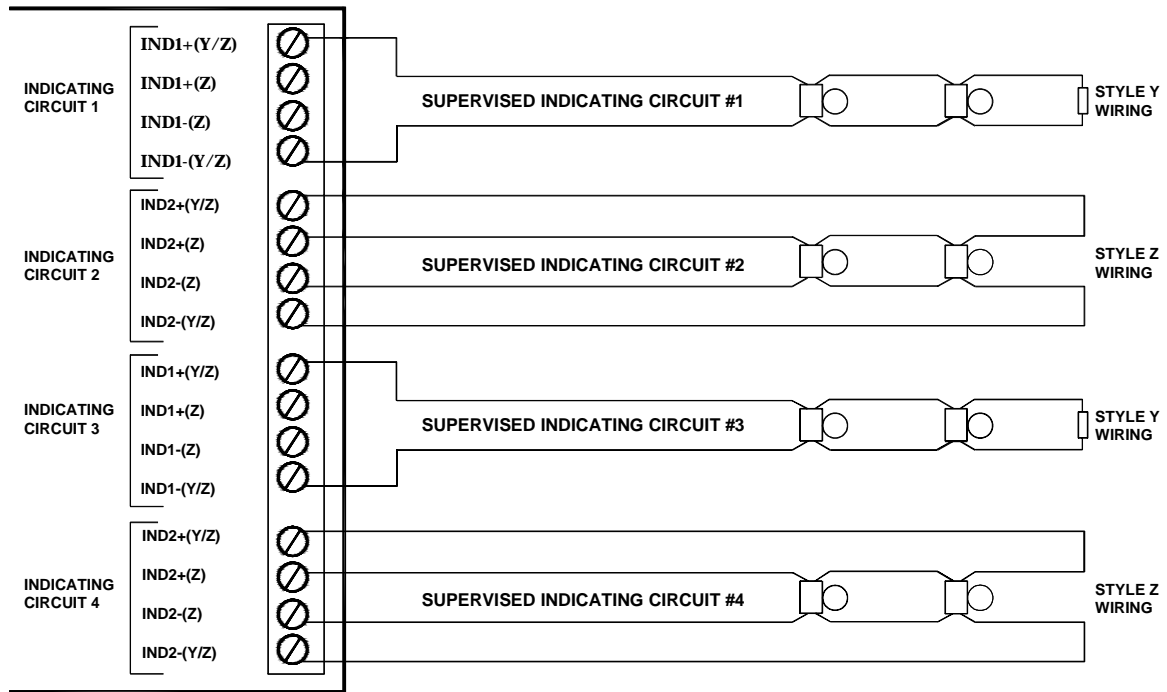 INDICATING
CIRCUIT 1
IND1+(Y/Z)
IND1+(Z)
IND1-(Z)
IND1-(Y/Z)
SUPERVISED INDICATING CIRCUIT #1
STYLE Y
WIRING
INDICATING
CIRCUIT 2
IND2+(Y/Z)
IND2+(Z)
IND2-(Z)
IND2-(Y/Z)
SUPERVISED INDICATING CIRCUIT #2
STYLE Z
WIRING
INDICATING
CIRCUIT 3
IND1+(Y/Z)
IND1+(Z)
IND1-(Z)
IND1-(Y/Z)
SUPERVISED INDICATING CIRCUIT #3
STYLE Y
WIRING
INDICATING
CIRCUIT 4
IND2+(Y/Z)
IND2+(Z)
IND2-(Z)
IND2-(Y/Z)
SUPERVISED INDICATING CIRCUIT #4
STYLE Z
WIRING